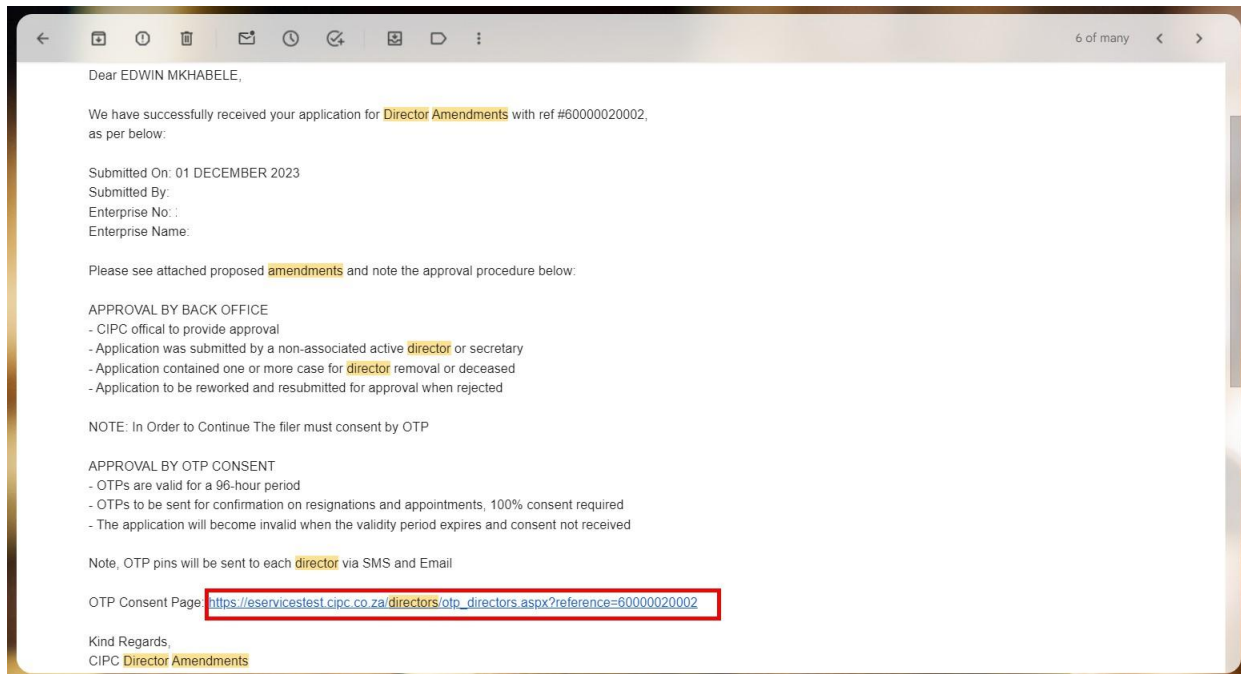 6 of many
Dear EDWIN MKHABELE,
We have successfully received your application for Director Amendments with ref #60000020002,
as per below:
Submitted On: 01 DECEMBER 2023
Submitted By:
Enterprise No: :
Enterprise Name:
Please see attached proposed amendments and note the approval procedure below:
APPROVAL BY BACK OFFICE
- CIPC offical to provide approval
- Application was submitted by a non-associated active director or secretary
- Application contained one or more case for director removal or deceased
- Application to be reworked and resubmitted for approval when rejected
NOTE: In Order to Continue The filer must consent by OTP
APPROVAL BY OTP CONSENT
- OTPs are valid for a 96-hour period
- OTPs to be sent for confirmation on resignations and appointments, 100% consent required
- The application will become invalid when the validity period expires and consent not received
Note, OTP pins will be sent to each director via SMS and Email
OTP Consent Page: https://eservicestest.cipc.co.za/directors/otp_directors.aspx?reference=60000020002
Kind Regards,
CIPC Director Amendments